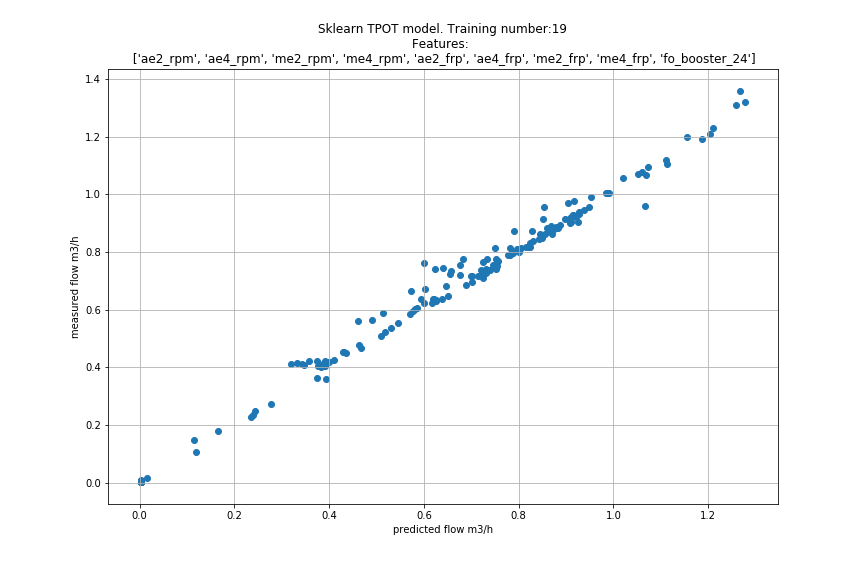 Sklearn TPOT model. Training number:19
Features:
['ae2_rpm', 'ae4_rpm', 'me2_rpm', 'me4_rpm', 'ae2_frp', 'ae4_frp', 'me2_frp', 'me4_frp', 'fo_booster_24']
1.4
1.2
1.0
0.8
0.6
0.4
0.2
0.0
measured flow m3/h
0.0 0.2 0.4 0.6 0.8 1.0 1.2
predicted flow m3/h